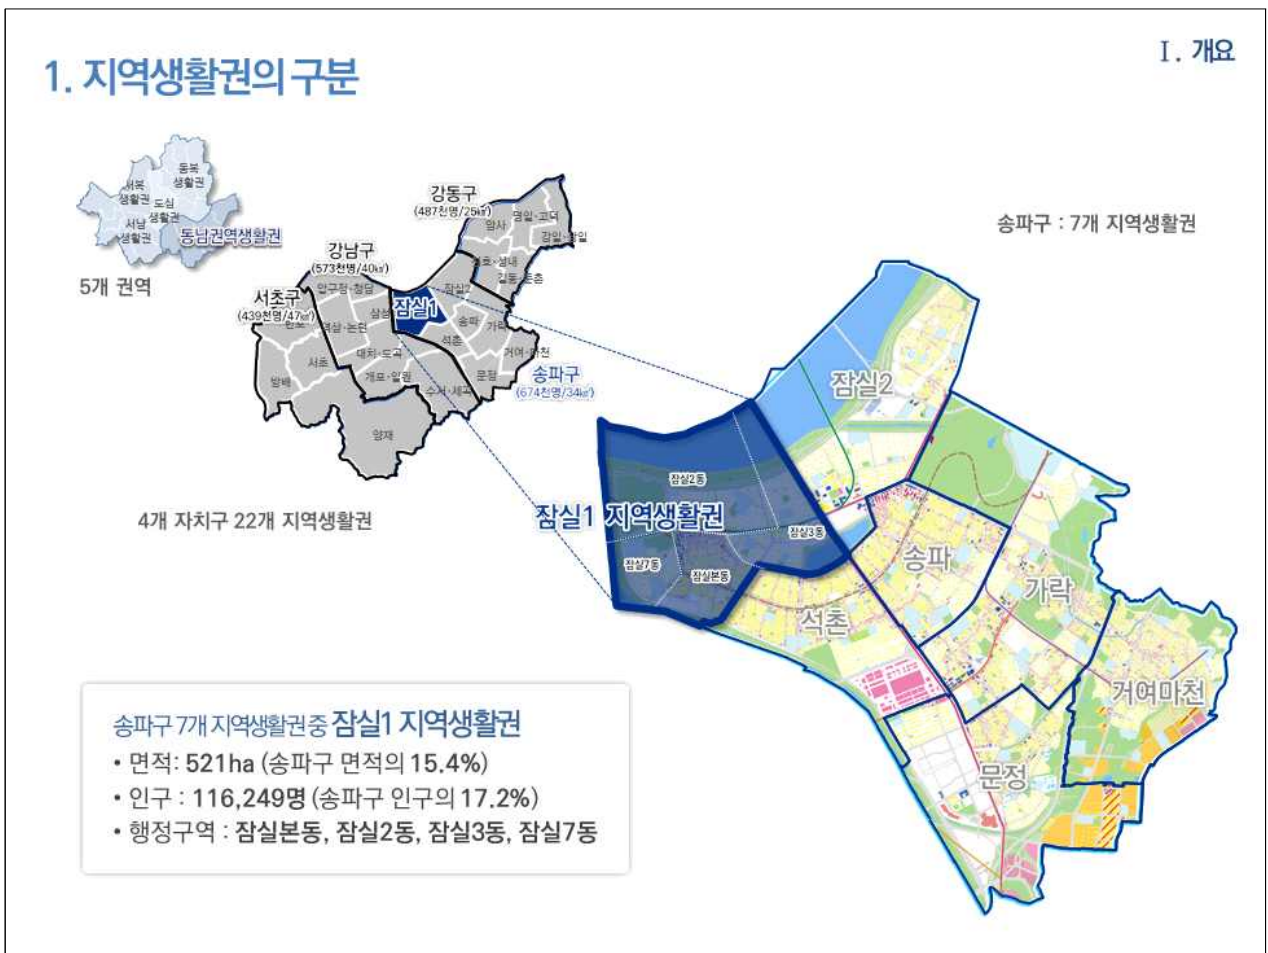 I. 개요
1. 지역생활권의 구분
동북
생활권
서북
생활권
도심
생활권
서남
생활권
동남권역생활권
5개 권역
강동구
(487천명/25㎢)
암사
명일·고덕
강일·상일
천호·성내
길동·둔촌
강남구
(573천명/40㎢)
압구정·청담
삼성
역삼·논현
대치·도곡
개포·일원
수서·세곡
서초구
(439천명/47㎢)
반포
서초
방배
양재
잠실1
잠실2
송파
가락
석촌
거여·마천
문정
송파구
(674천명/34㎢)
4개 자치구 22개 지역생활권
송파구 : 7개 지역생활권
잠실2
잠실2동
잠실1 지역생활권
잠실3동
잠실7동
잠실본동
송파
석촌
가락
거여마천
문정
송파구 7개 지역생활권 중 잠실1 지역생활권
• 면적: 521ha (송파구 면적의 15.4%)
• 인구 : 116,249명 (송파구 인구의 17.2%)
• 행정구역 : 잠실본동, 잠실2동, 잠실3동, 잠실7동